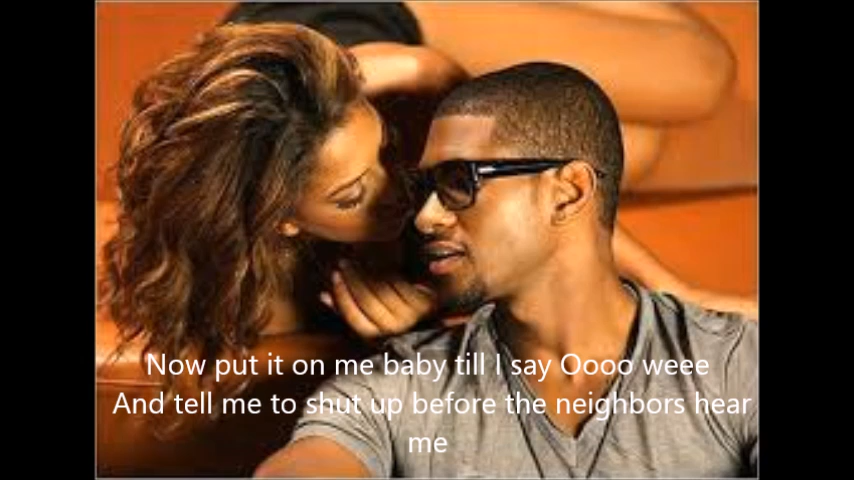 Now put it on me baby till I say Oooo weee
And tell me to shut up before the neighbors hear
me